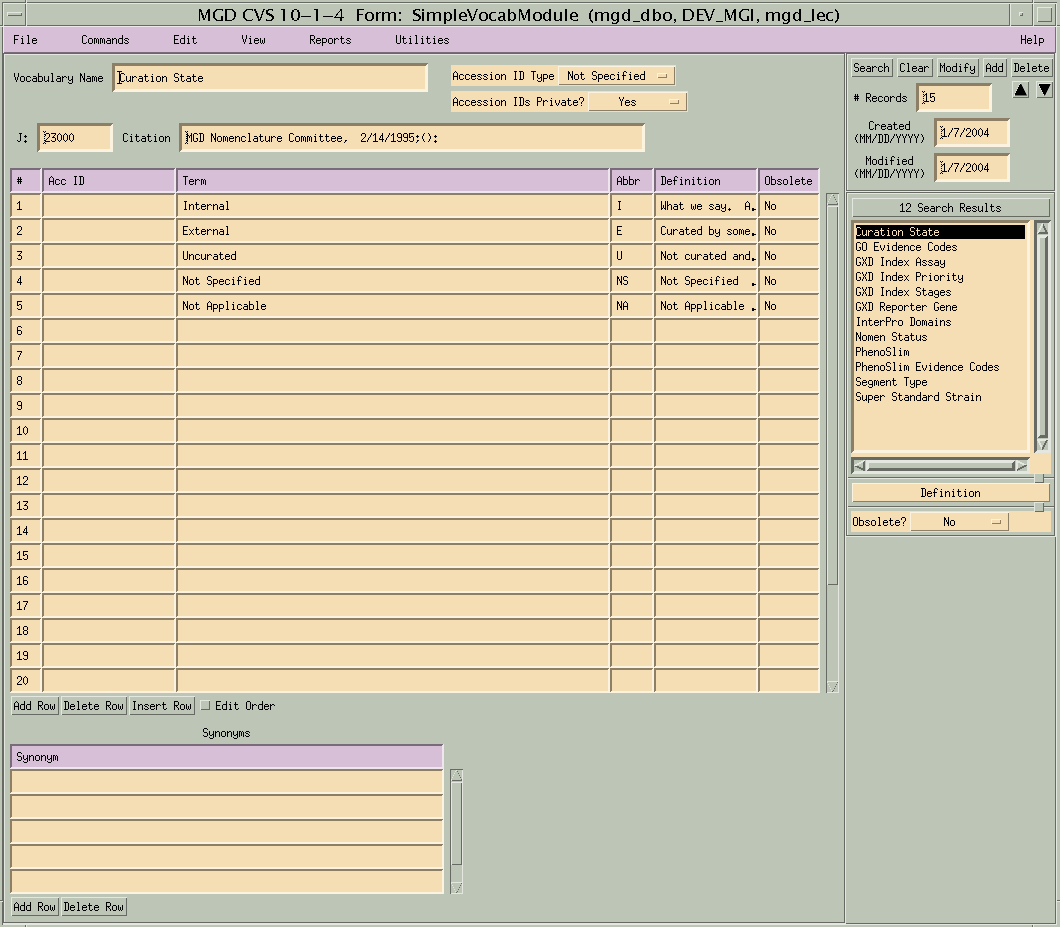 MGD CVS 10-1-4 Form: SimpleVocabModule (mgd_dbo, DEV_MGI, mgd_lec)
File Commands Edit View Reports Utilities Help
Vocabulary Name Curation State
Accession ID Type Not Specified
Accession IDs Private? Yes
J: 23000 Citation MGD Nomenclature Committee, 2/14/1995;():
# Acc ID Term Abbr Definition Obsolete
1 Internal I What we say. A No
2 External E Curated by some No
3 Uncurated U Not curated and No
4 Not Specified NS Not Specified No
5 Not Applicable NA Not Applicable No
6
7
8
9
10
11
12
13
14
15
16
17
18
19
20
Add Row Delete Row Insert Row Edit Order
Synonyms
Synonym
Add Row Delete Row
Search Clear Modify Add Delete
# Records 15
Created
(MM/DD/YYYY) 1/7/2004
Modified
(MM/DD/YYYY) 1/7/2004
12 Search Results
Curation State
GO Evidence Codes
GXD Index Assay
GXD Index Priority
GXD Index Stages
GXD Reporter Gene
InterPro Domains
Nomen Status
PhenoSlim
PhenoSlim Evidence Codes
Segment Type
Super Standard Strain
Definition
Obsolete? No